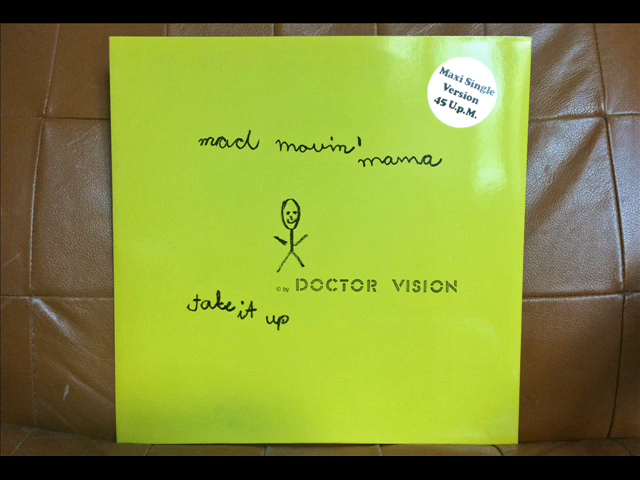 Maxi Single
Version
45 U.p.M.
mad movin' mama
© by DOCTOR VISION
take it up